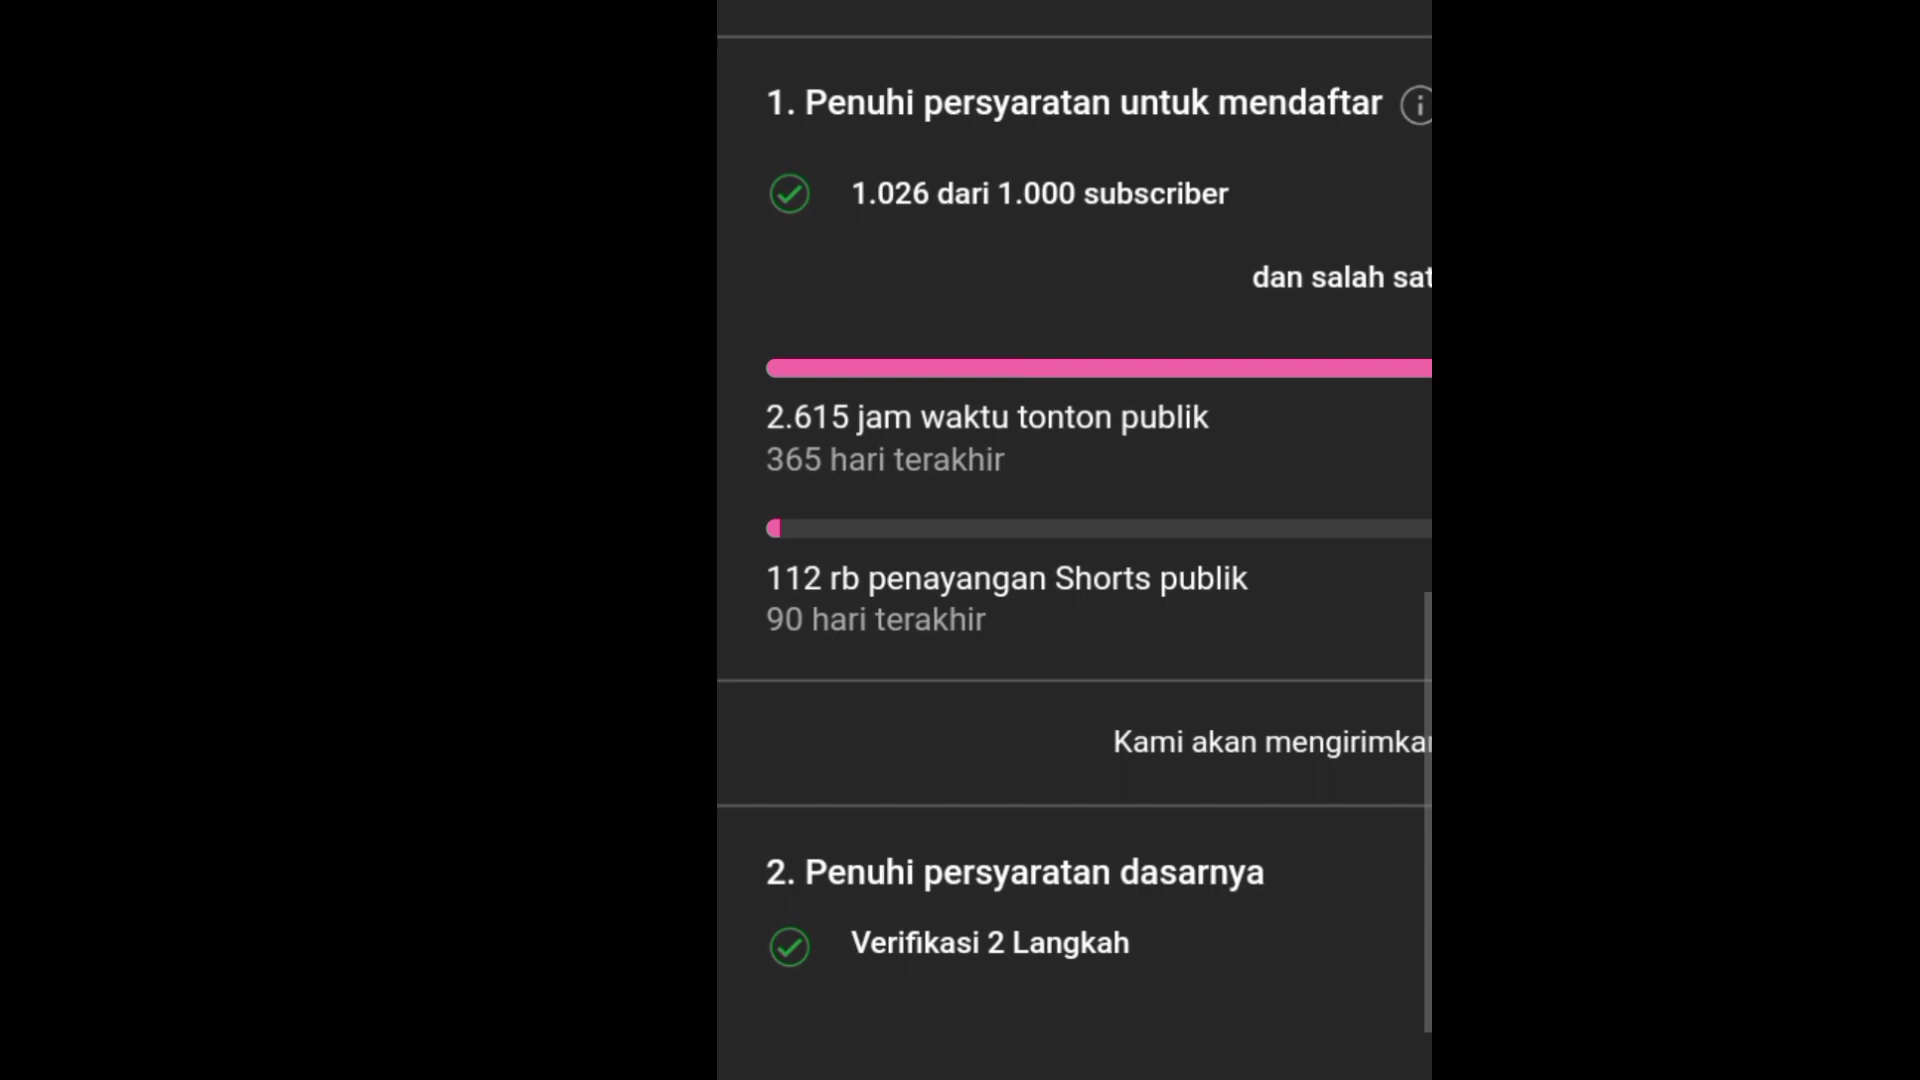 1. Penuhi persyaratan untuk mendaftar
1.026 dari 1.000 subscriber
dan salah
2.615 jam waktu tonton publik
365 hari terakhir
112 rb penayangan Shorts publik
90 hari terakhir
Kami akan
2. Penuhi persyaratan dasarnya
Verifikasi 2 Langkah